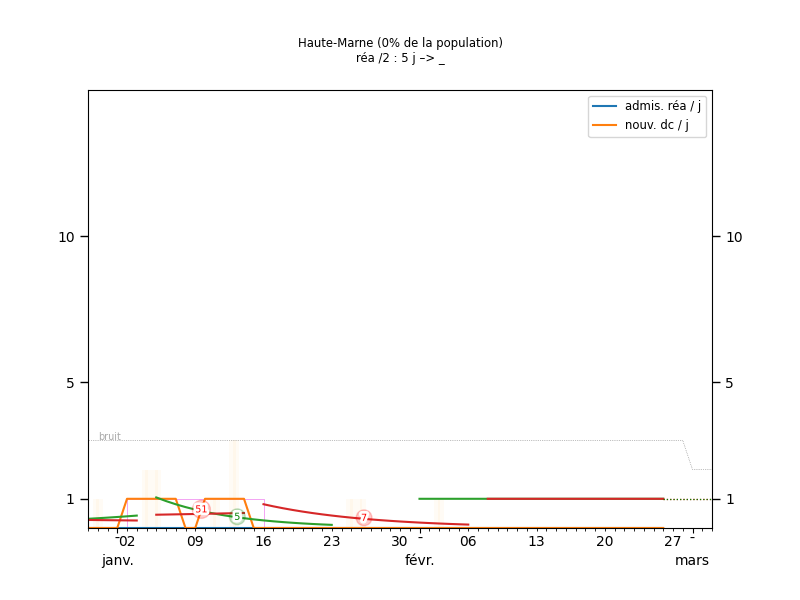 Haute-Marne (0% de la population)
réa /2 : 5 j –> _
admis. réa / j
nouv. dc / j
10
10
5
5
bruit
1
1
51
5
7
02
09
16
23
30
06
13
20
27
janv.
févr.
mars